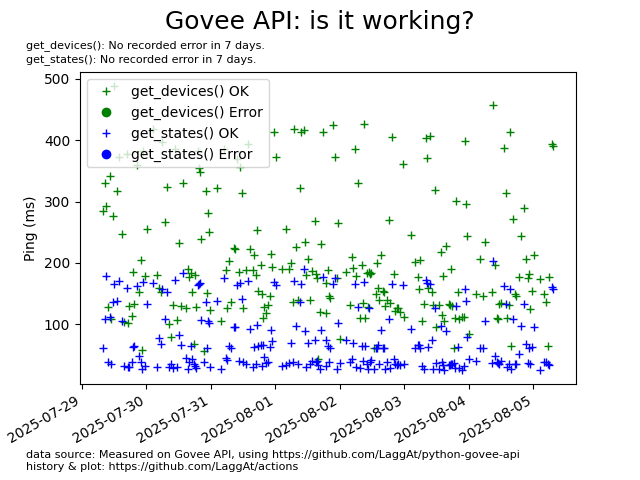 Govee API: is it working?
get_devices(): No recorded error in 7 days.
get_states(): No recorded error in 7 days.
500
400
300
200
100
Ping (ms)
get_devices() OK
get_devices() Error
get_states() OK
get_states() Error
2025-07-29
2025-07-30
2025-07-31
2025-08-01
2025-08-02
2025-08-03
2025-08-04
2025-08-05
data source: Measured on Govee API, using https://github.com/LaggAt/python-govee-api
history & plot: https://github.com/LaggAt/actions